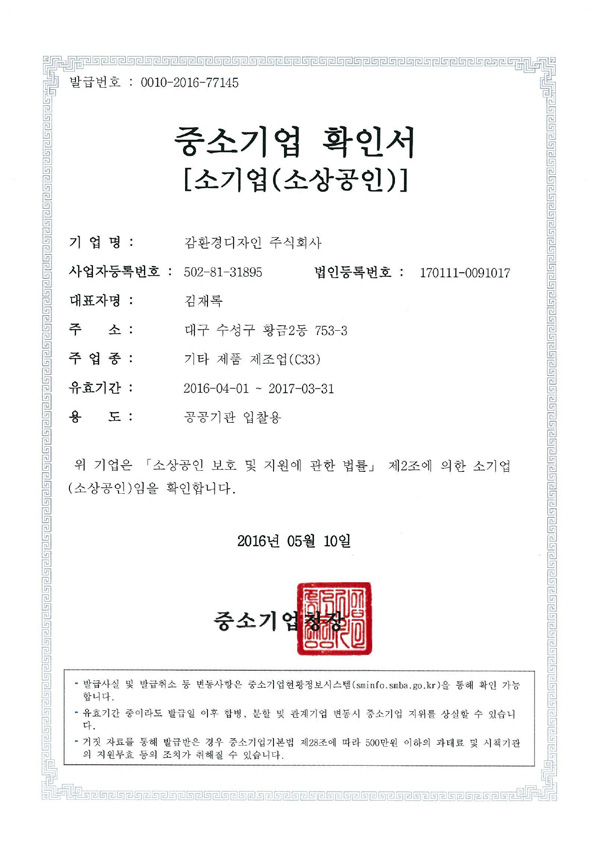 발급번호 : 0010-2016-77145
중소기업 확인서
[소기업(소상공인)]
기 업 명 : 감환경디자인 주식회사
사업자등록번호 : 502-81-31895 법인등록번호 : 170111-0091017
대표자명 : 김재록
주 소 : 대구 수성구 황금2동 753-3
주 업 종 : 기타 제품 제조업(C33)
유효기간 : 2016-04-01 ~ 2017-03-31
용 도 : 공공기관 입찰용
위 기업은 「소상공인 보호 및 지원에 관한 법률」 제2조에 의한 소기업
(소상공인)임을 확인합니다.
2016년 05월 10일
중소기업청장
- 발급사실 및 발급취소 등 변동사항은 중소기업현황정보시스템(sminfo.smba.go.kr)을 통해 확인 가능
합니다.
- 유효기간 중이라도 발급일 이후 합병, 분할 및 관계기업 변동시 중소기업 지위를 상실할 수 있습니
다.
- 거짓 자료를 통해 발급받은 경우 중소기업기본법 제28조에 따라 500만원 이하의 과태료 및 시책기관
의 지원무효 등의 조치가 취해질 수 있습니다.